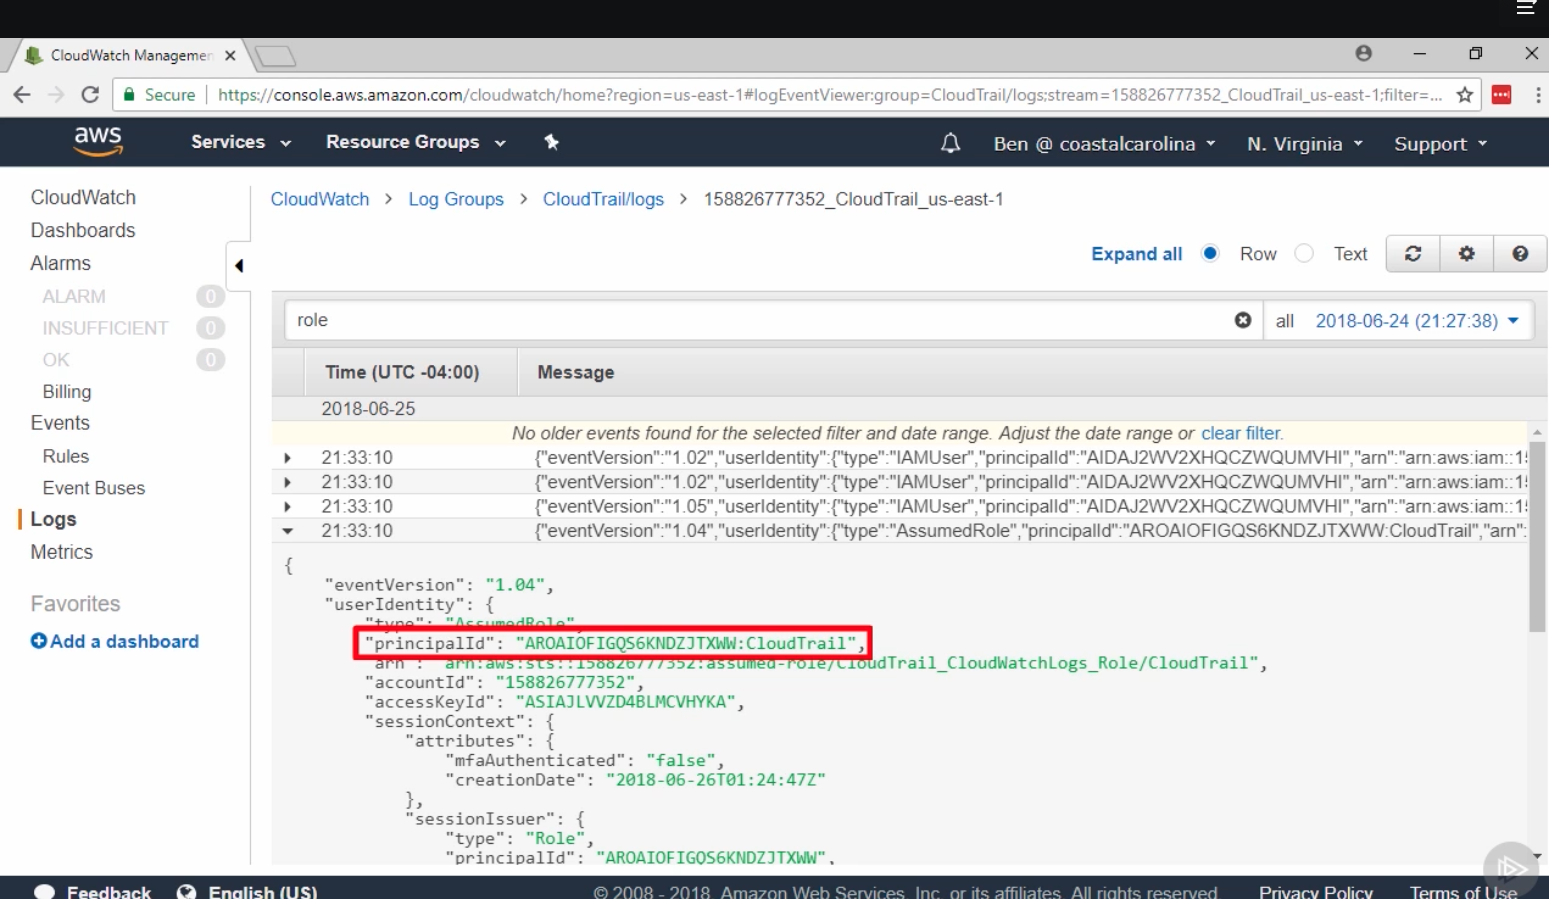 CloudWatch Managemen
Secure https://console.aws.amazon.com/cloudwatch/home?region=us-east-1#logEventViewer:group=CloudTrail/logs;stream=158826777352_CloudTrail_us-east-1;filter=...
aws Services Resource Groups Ben @ coastalcarolina N. Virginia Support
CloudWatch
Dashboards
Alarms
ALARM 0
INSUFFICIENT 0
OK 0
Billing
Events
Rules
Event Buses
Logs
Metrics
Favorites
Add a dashboard
CloudWatch > Log Groups > CloudTrail/logs > 158826777352_CloudTrail_us-east-1
Expand all Row Text
role all 2018-06-24 (21:27:38)
Time (UTC -04:00) Message
2018-06-25
No older events found for the selected filter and date range. Adjust the date range or clear filter.
21:33:10 {"eventVersion":"1.02","userIdentity":{"type":"IAMUser","principalId":"AIDAJ2WV2XHQCZWQUMVHI","arn":"arn:aws:iam::1
21:33:10 {"eventVersion":"1.02","userIdentity":{"type":"IAMUser","principalId":"AIDAJ2WV2XHQCZWQUMVHI","arn":"arn:aws:iam::1
21:33:10 {"eventVersion":"1.05","userIdentity":{"type":"IAMUser","principalId":"AIDAJ2WV2XHQCZWQUMVHI","arn":"arn:aws:iam::1
21:33:10 {"eventVersion":"1.04","userIdentity":{"type":"AssumedRole","principalId":"AROAIOFIGQS6KNDZJTXWW:CloudTrail","arn":
{
"eventVersion": "1.04",
"userIdentity": {
"type": "AssumedRole",
"principalId": "AROAIOFIGQS6KNDZJTXWW:CloudTrail",
"arn": "arn:aws:sts::158826777352:assumed-role/CloudTrail_CloudWatchLogs_Role/CloudTrail",
"accountId": "158826777352",
"accessKeyId": "ASIAJLVVZD4BLMCVHYKA",
"sessionContext": {
"attributes": {
"mfaAuthenticated": "false",
"creationDate": "2018-06-26T01:24:47Z"
},
"sessionIssuer": {
"type": "Role",
"principalId": "AROAIOFIGQS6KNDZJTXWW",
Feedback English (US) © 2008 - 2018, Amazon Web Services, Inc. or its affiliates. All rights reserved. Privacy Policy Terms of Use